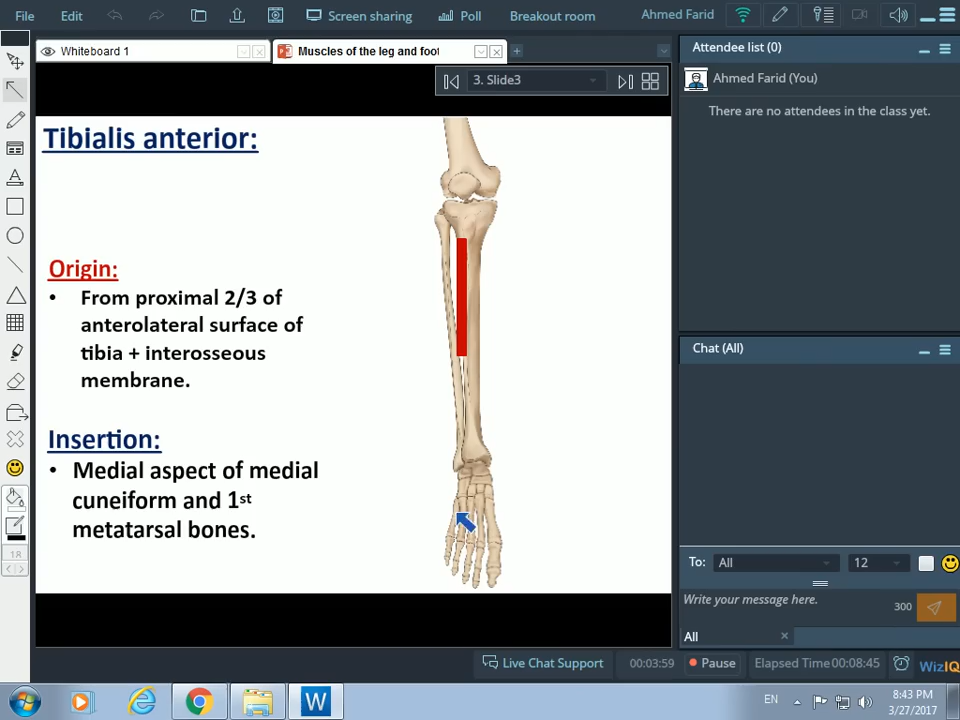 File Edit Screen sharing Poll Breakout room Ahmed Farid
Whiteboard 1 Muscles of the leg and foot
Attendee list (0)
3. Slide3
Ahmed Farid (You)
There are no attendees in the class yet.
Tibialis anterior:
Origin:
• From proximal 2/3 of
anterolateral surface of
tibia + interosseous
membrane.
Insertion:
• Medial aspect of medial
cuneiform and 1st
metatarsal bones.
Chat (All)
To: All 12
Write your message here. 300
All
1R
Live Chat Support 00:03:59 Pause Elapsed Time 00:08:45 WizIQ
W
EN
8:43 PM
3/27/2017